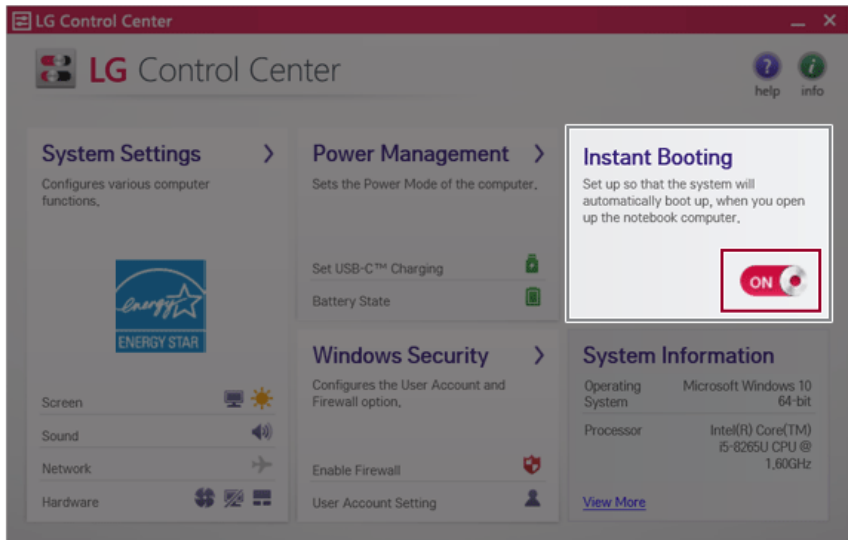 LG Control Center
LG Control Center
help
info
System Settings
Configures various computer
functions.
energy
ENERGY STAR
Screen
Sound
Network
Hardware
Power Management
Sets the Power Mode of the computer.
Set USB-C™ Charging
Battery State
Instant Booting
Set up so that the system will
automatically boot up, when you open
up the notebook computer.
ON
Windows Security
Configures the User Account and
Firewall option.
Enable Firewall
User Account Setting
System Information
Operating System
Microsoft Windows 10 64-bit
Processor
Intel(R) Core(TM)
i5-8265U CPU @
1.60GHz
View More